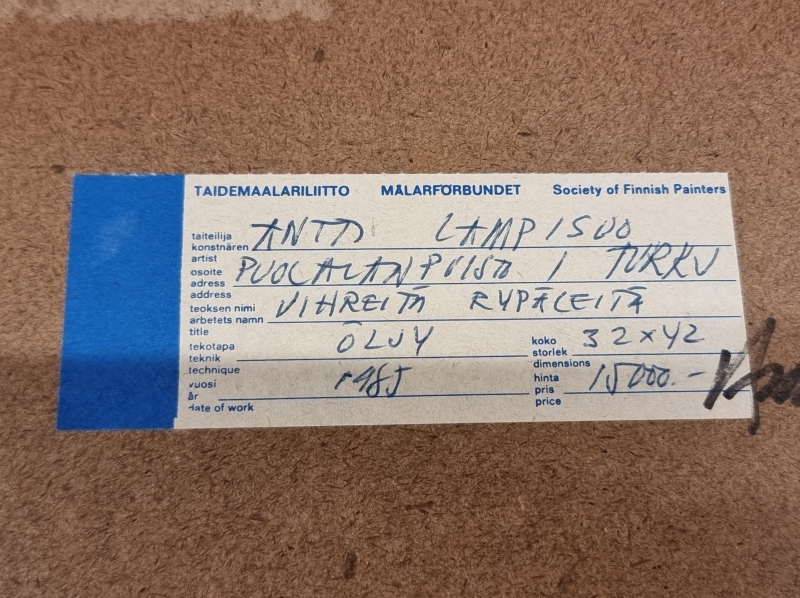 TAIDEMAALARILIITTO MÅLARFÖRBUNDET Society of Finnish Painters
taiteilija
konstnären ANTTI LAMPISUO
artist
osoite
adress PUOLALANPUISTO 1 TURKU
address
teoksen nimi
arbetets namn VIHREITÄ RYPÄLEITÄ
title
tekotapa
teknik ÖLJY
technique
koko
storlek 32x42
dimensions
vuosi
år 1985
date of work
hinta
pris 15000.-
price